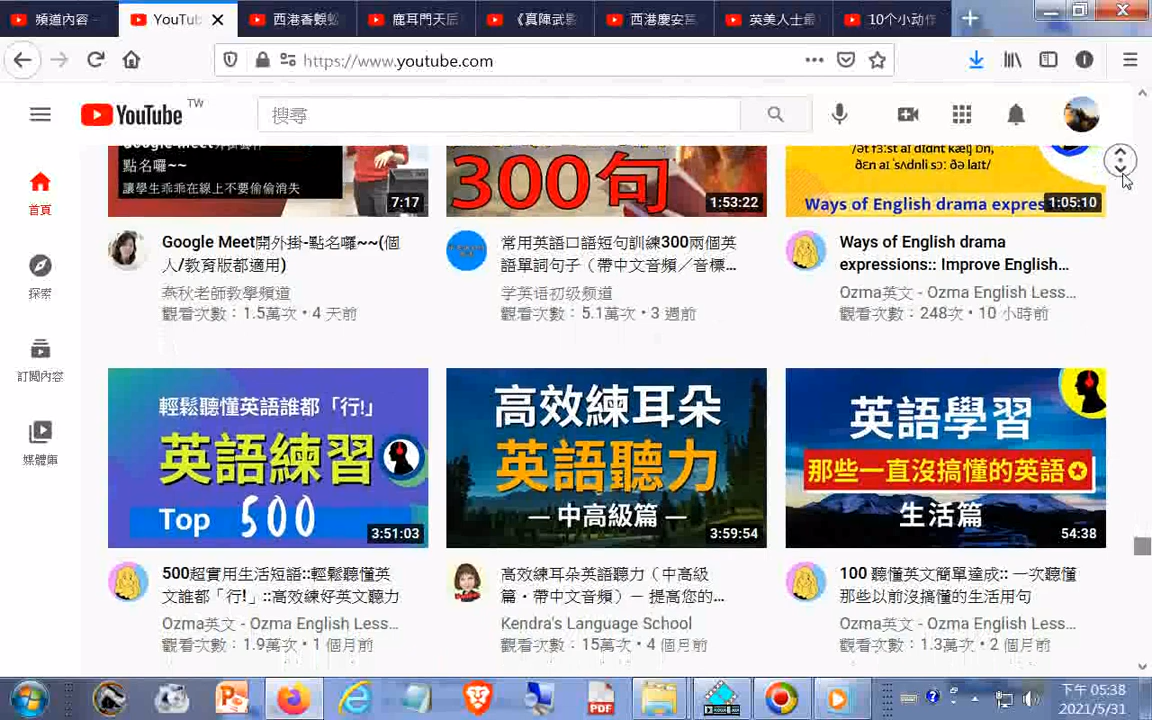 頻道內容 -
YouTu
西港香觀
鹿耳門天后
《真陳武
西港慶安宮
英美人士最
10个小动作
https://www.youtube.com
YouTube
TW
搜尋
點名囉~~
讓學生乖乖在線上不要偷偷消失
7:17
300句
1:53:22
/ðən aɪ ˈsʌdnli sɔː ðə laɪt/
Ways of English drama expres
1:05:10
首頁
探索
訂閱內容
媒體庫
Google Meet開外掛-點名囉~~(個
人/教育版都適用)
燕秋老師教學頻道
觀看次數：1.5萬次・4 天前
常用英語口語短句訓練300兩個英
語單詞句子（帶中文音頻／音標...
学英语初级频道
觀看次數：5.1萬次・3 週前
Ways of English drama
expressions:: Improve English...
Ozma英文 - Ozma English Less...
觀看次數：248次・10 小時前
輕鬆聽懂英語誰都「行!」
英語練習
Top 500
3:51:03
高效練耳朵
英語聽力
— 中高級篇 —
3:59:54
英語學習
那些一直沒搞懂的英語
生活篇
54:38
500超實用生活短語::輕鬆聽懂英
文誰都「行!」::高效練好英文聽力
Ozma英文 - Ozma English Less...
觀看次數：1.9萬次・1 個月前
高效練耳朵英語聽力（中高級
篇・帶中文音頻）— 提高您的...
Kendra's Language School
觀看次數：15萬次・4 個月前
100 聽懂英文簡單達成:: 一次聽懂
那些以前沒搞懂的生活用句
Ozma英文 - Ozma English Less...
觀看次數：1.3萬次・2 個月前
PDF
下午 05:38
2021/5/31